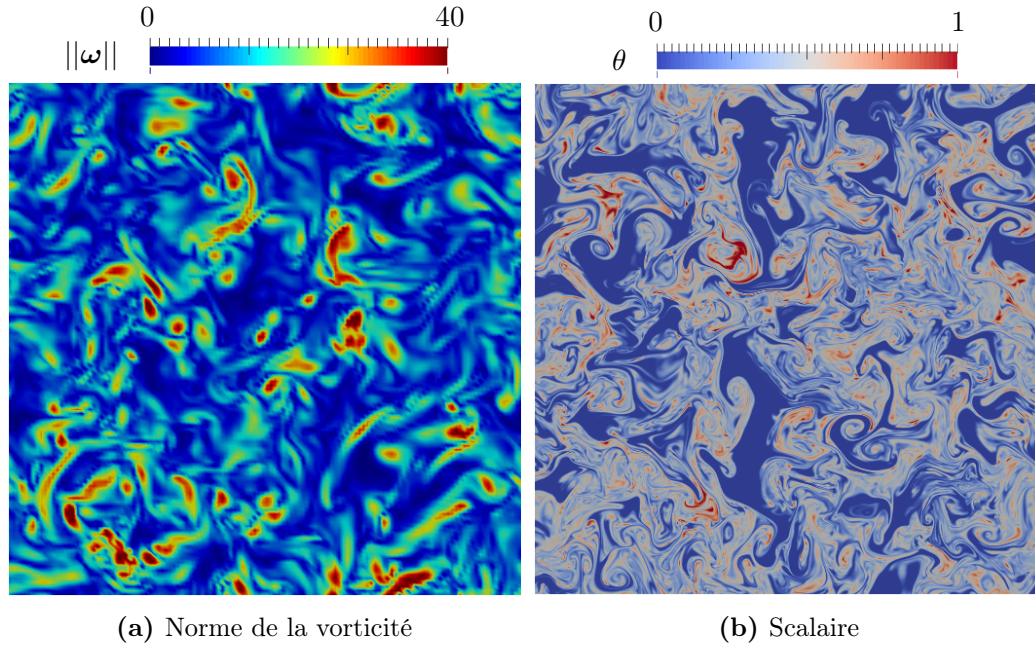 0 40
||ω||
0 1
θ
(a) Norme de la vorticité
(b) Scalaire